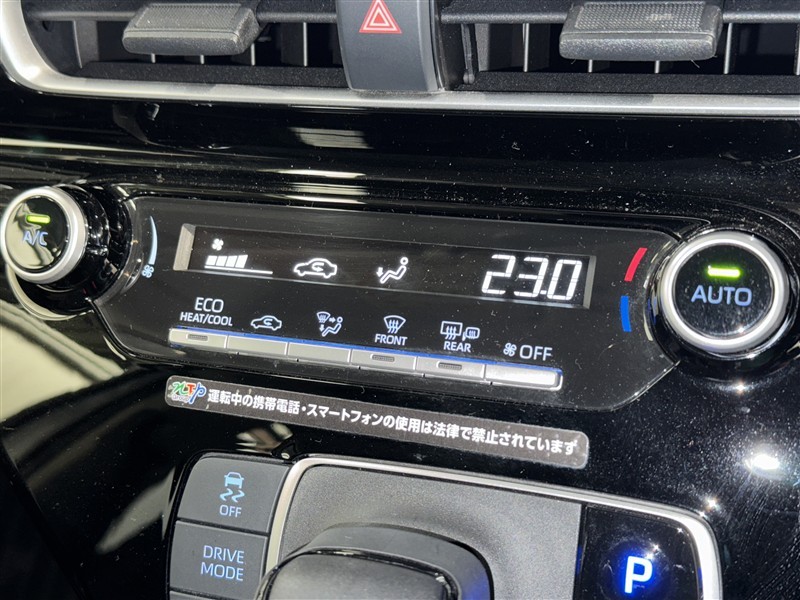 A/C
23.0
AUTO
ECO
HEAT/COOL
FRONT
REAR
OFF
運転中の携帯電話・スマートフォンの使用は法律で禁止されています
OFF
DRIVE
MODE
P